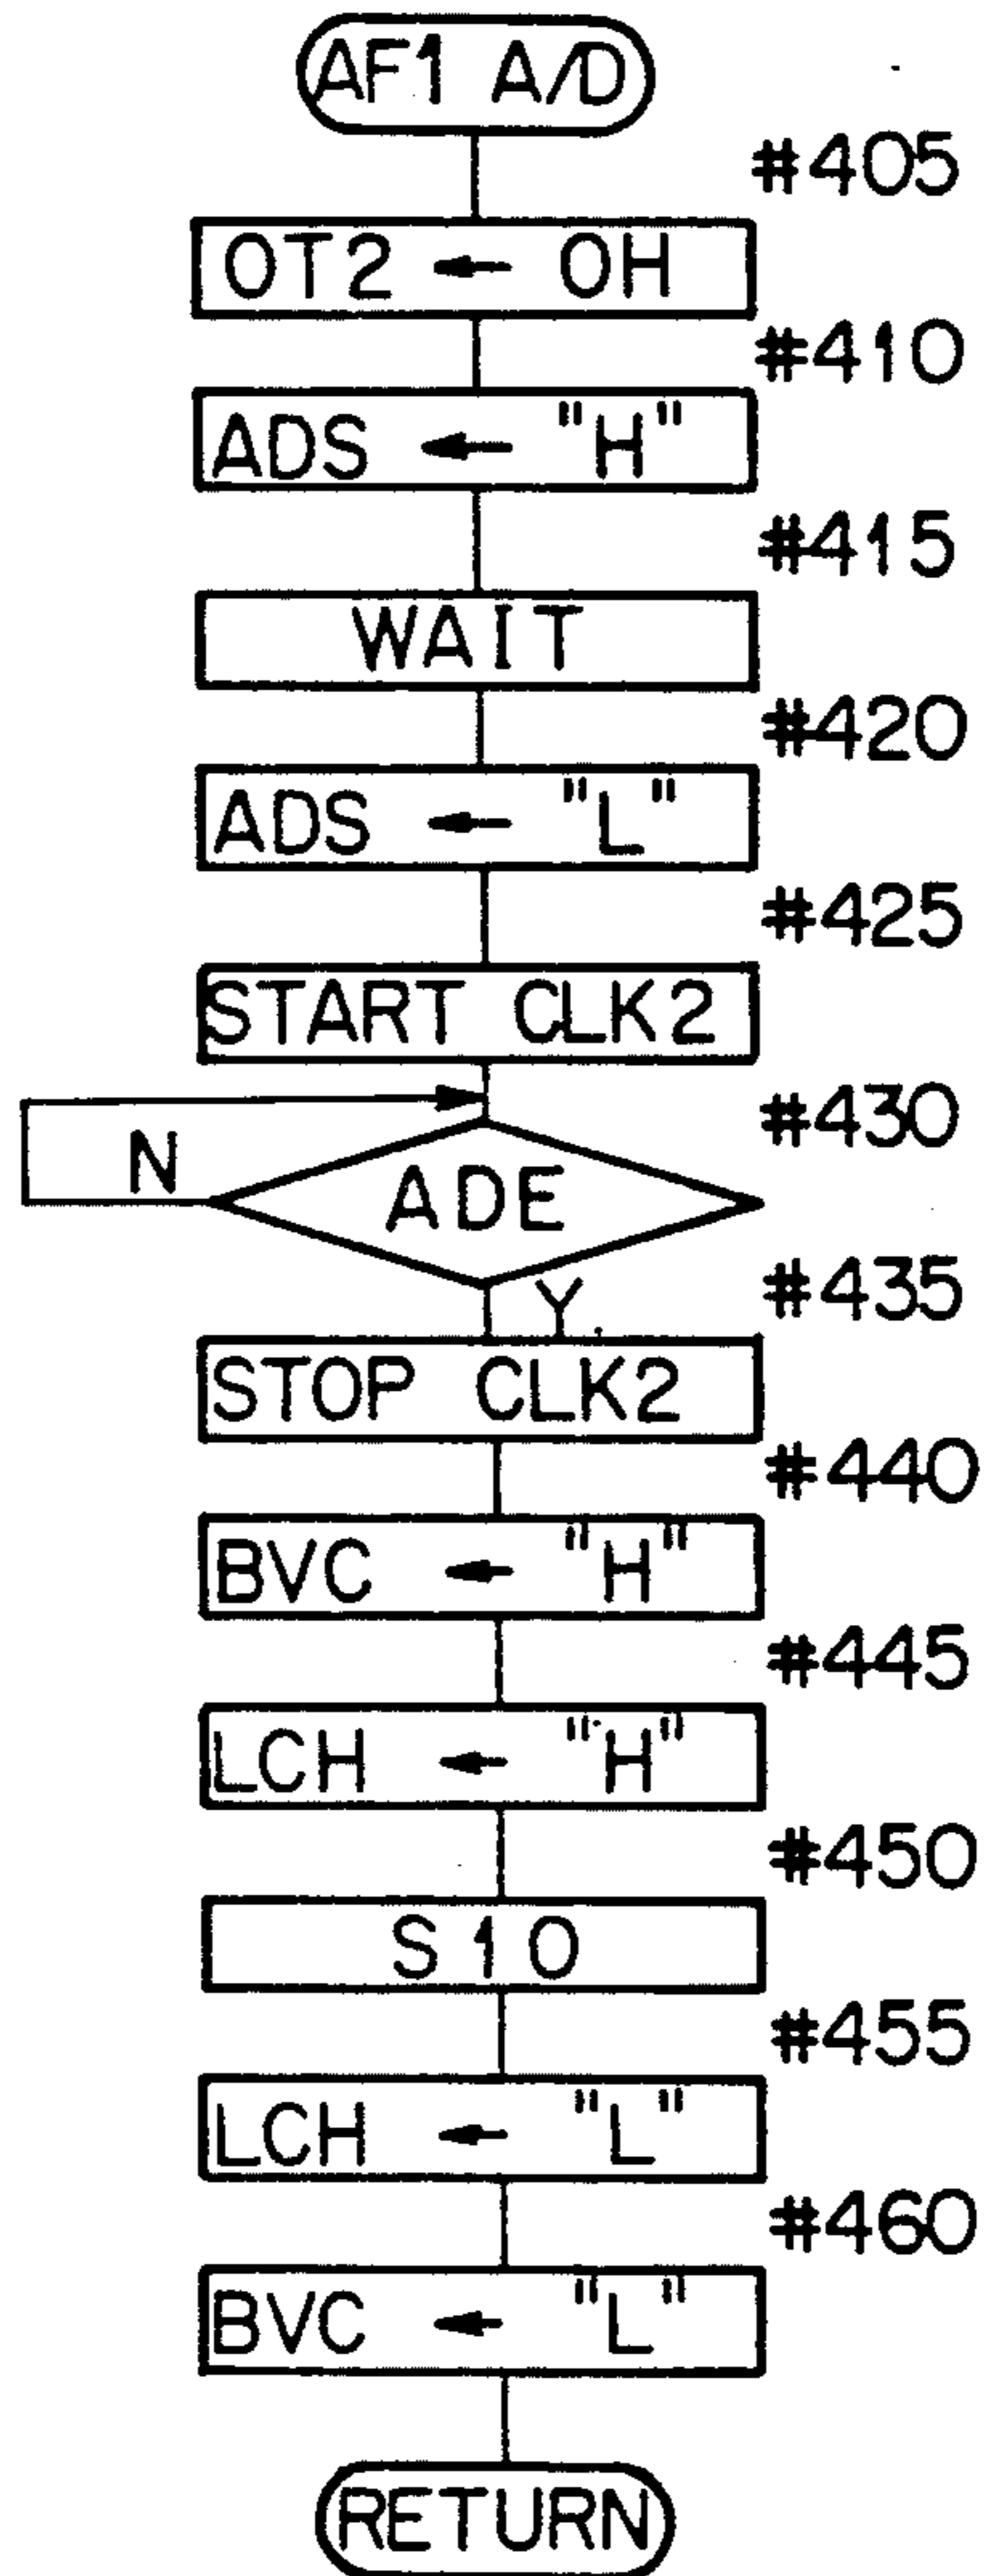 AF1 A/D
#405
OT2 ← OH
#410
ADS ← "H"
#415
WAIT
#420
ADS ← "L"
#425
START CLK2
#430
N
ADE
#435
Y
STOP CLK2
#440
BVC ← "H"
#445
LCH ← "H"
#450
S10
#455
LCH ← "L"
#460
BVC ← "L"
RETURN